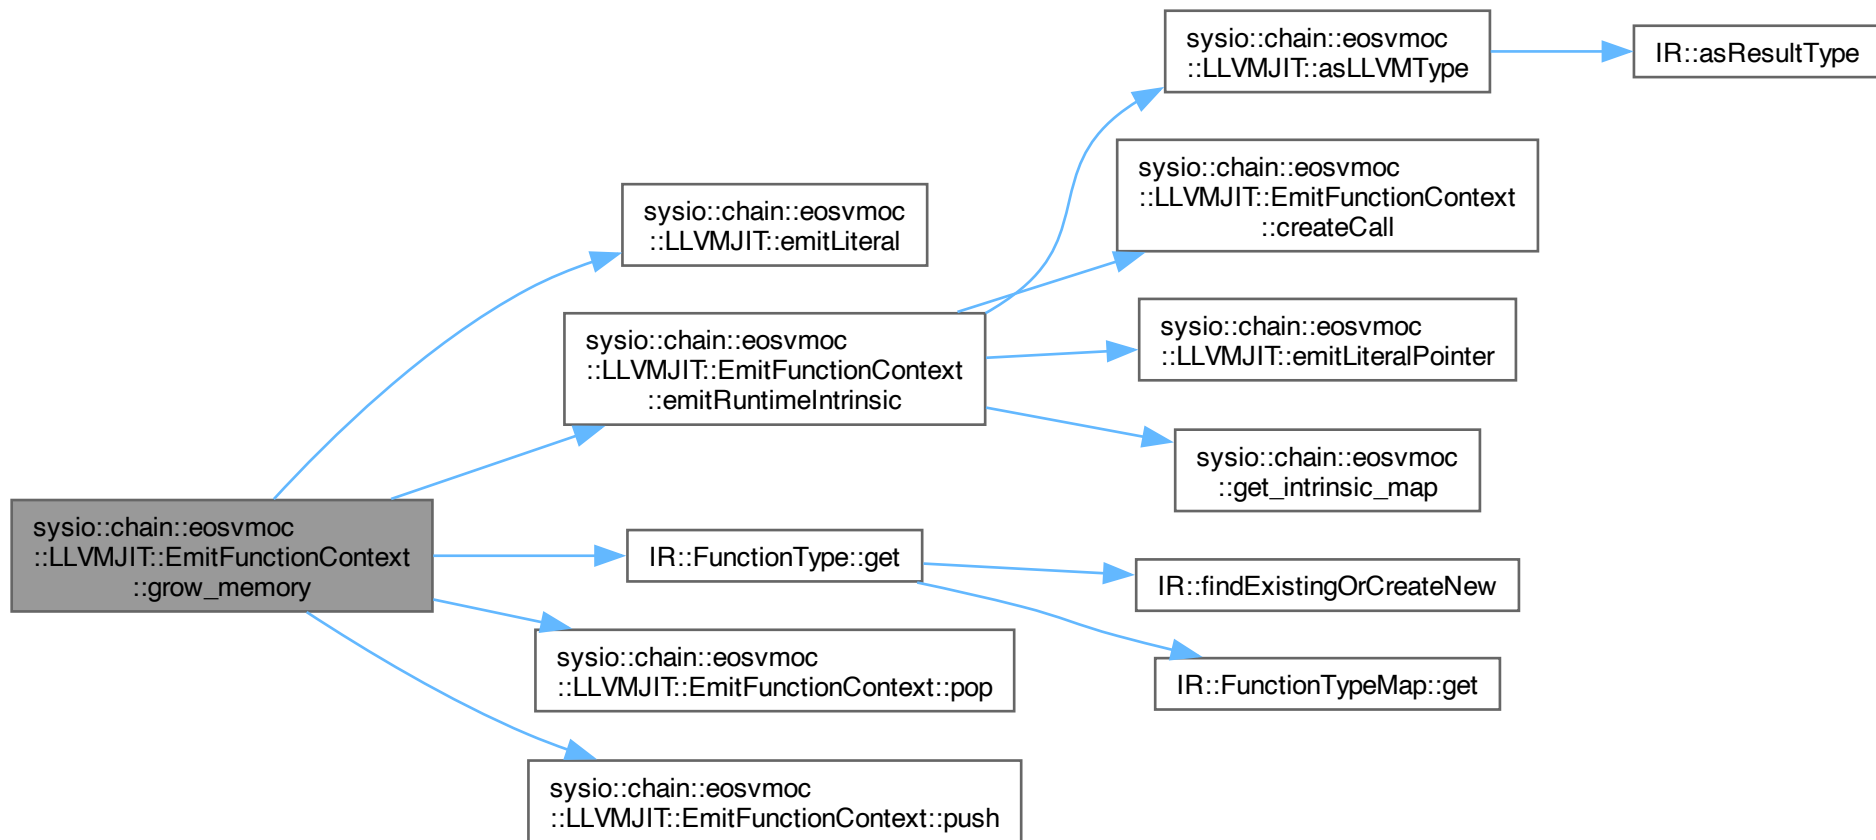 sysio::chain::eosvmoc
::LLVMJIT::EmitFunctionContext
::grow_memory
sysio::chain::eosvmoc
::LLVMJIT::emitLiteral
sysio::chain::eosvmoc
::LLVMJIT::EmitFunctionContext
::emitRuntimeIntrinsic
sysio::chain::eosvmoc
::LLVMJIT::asLLVMType
IR::asResultType
sysio::chain::eosvmoc
::LLVMJIT::EmitFunctionContext
::createCall
sysio::chain::eosvmoc
::LLVMJIT::emitLiteralPointer
sysio::chain::eosvmoc
::get_intrinsic_map
IR::FunctionType::get
IR::findExistingOrCreateNew
IR::FunctionTypeMap::get
sysio::chain::eosvmoc
::LLVMJIT::EmitFunctionContext::pop
sysio::chain::eosvmoc
::LLVMJIT::EmitFunctionContext::push